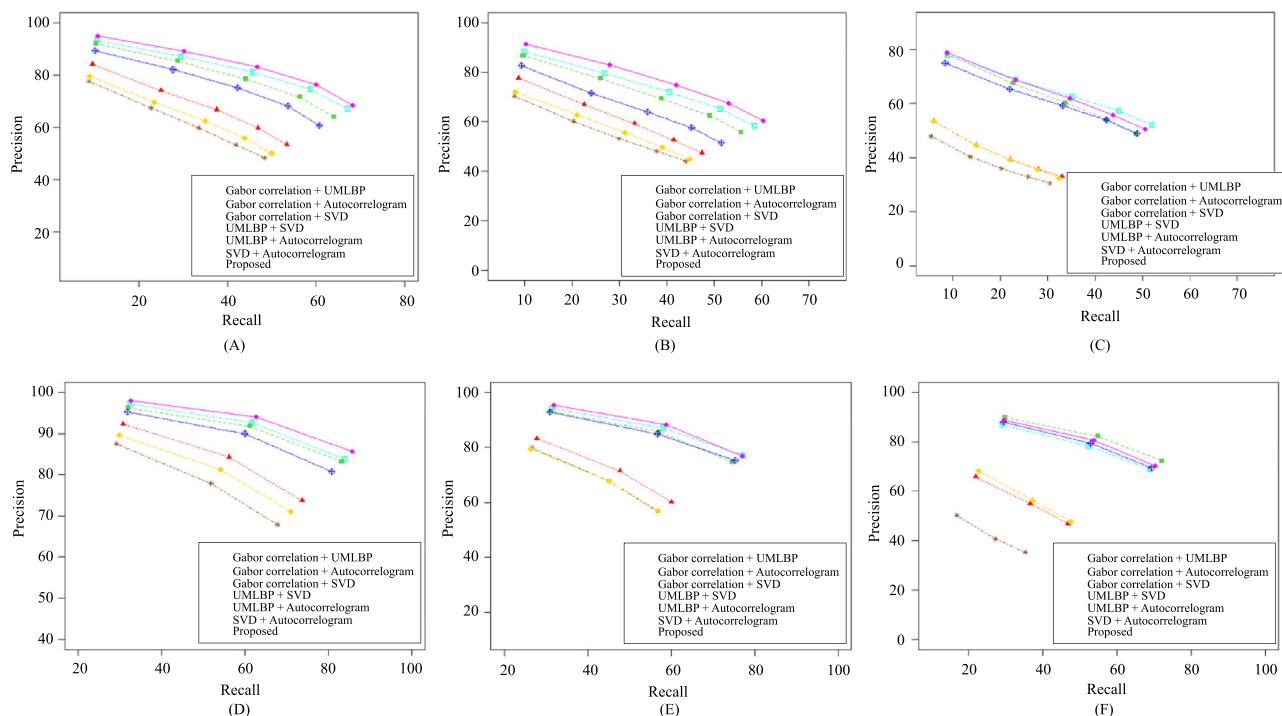 100
80
60
40
20
Precision
Gabor correlation + UMLBP
Gabor correlation + Autocorrelogram
Gabor correlation + SVD
UMLBP + SVD
UMLBP + Autocorrelogram
SVD + Autocorrelogram
Proposed
20 40 60 80
Recall
(A)
100
80
60
40
20
0
Precision
Gabor correlation + UMLBP
Gabor correlation + Autocorrelogram
Gabor correlation + SVD
UMLBP + SVD
UMLBP + Autocorrelogram
SVD + Autocorrelogram
Proposed
10 20 30 40 50 60 70 80
Recall
(B)
80
60
40
20
0
Precision
Gabor correlation + UMLBP
Gabor correlation + Autocorrelogram
Gabor correlation + SVD
UMLBP + SVD
UMLBP + Autocorrelogram
SVD + Autocorrelogram
Proposed
10 20 30 40 50 60 70
Recall
(C)
100
90
80
70
60
50
40
Precision
Gabor correlation + UMLBP
Gabor correlation + Autocorrelogram
Gabor correlation + SVD
UMLBP + SVD
UMLBP + Autocorrelogram
SVD + Autocorrelogram
Proposed
20 40 60 80 100
Recall
(D)
100
80
60
40
20
Precision
Gabor correlation + UMLBP
Gabor correlation + Autocorrelogram
Gabor correlation + SVD
UMLBP + SVD
UMLBP + Autocorrelogram
SVD + Autocorrelogram
Proposed
20 40 60 80 100
Recall
(E)
100
80
60
40
20
0
Precision
Gabor correlation + UMLBP
Gabor correlation + Autocorrelogram
Gabor correlation + SVD
UMLBP + SVD
UMLBP + Autocorrelogram
SVD + Autocorrelogram
Proposed
20 40 60 80 100
Recall
(F)